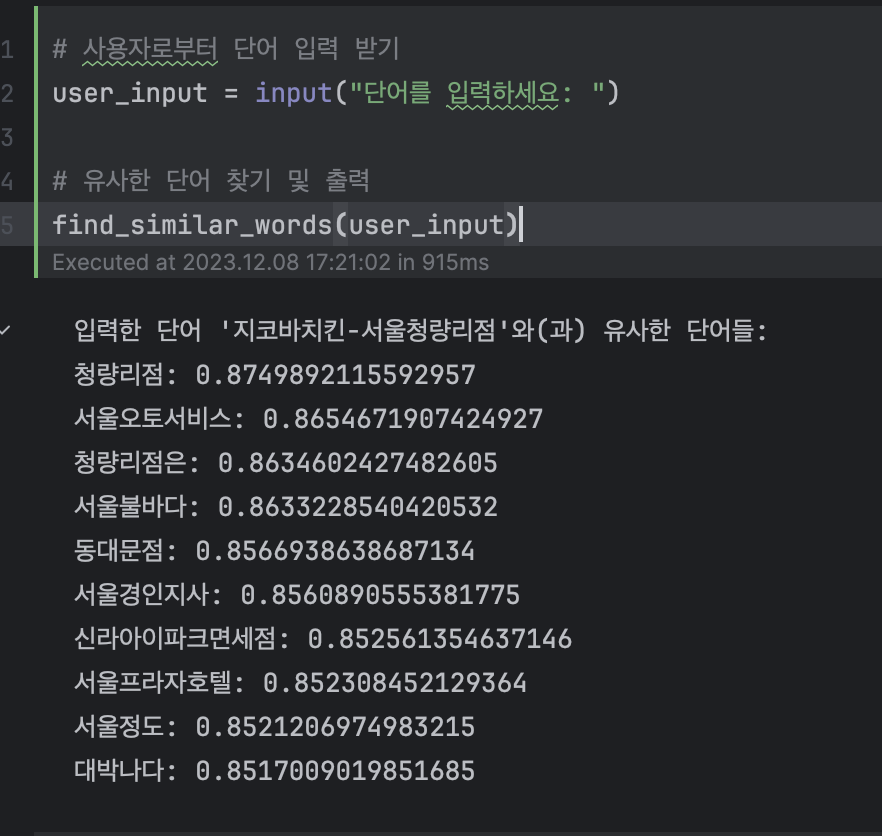 1 # 사용자로부터 단어 입력 받기
2 user_input = input("단어를 입력하세요: ")
3
4 # 유사한 단어 찾기 및 출력
5 find_similar_words(user_input)
Executed at 2023.12.08 17:21:02 in 915ms
입력한 단어 '지코바치킨-서울청량리점'와(과) 유사한 단어들:
청량리점: 0.8749892115592957
서울오토서비스: 0.8654671907424927
청량리점은: 0.8634602427482605
서울불바다: 0.8633228540420532
동대문점: 0.8566938638687134
서울경인지사: 0.8560890555381775
신라아이파크면세점: 0.852561354637146
서울프라자호텔: 0.852308452129364
서울정도: 0.8521206974983215
대박나다: 0.8517009019851685